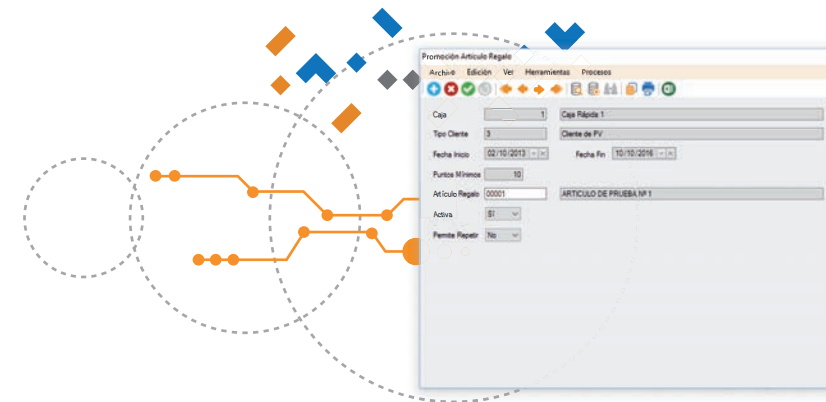 Promoción Artículo Regalo
Archivo Edición Ver Herramientas Procesos
Caja 1 Caja Rápida 1
Tipo Cliente 3 Cliente de PV
Fecha Inicio 02/10/2013 Fecha Fin 10/10/2016
Puntos Mínimos 10
Artículo Regalo 00001 ARTICULO DE PRUEBA Nº 1
Activa SI
Permite Repetir No